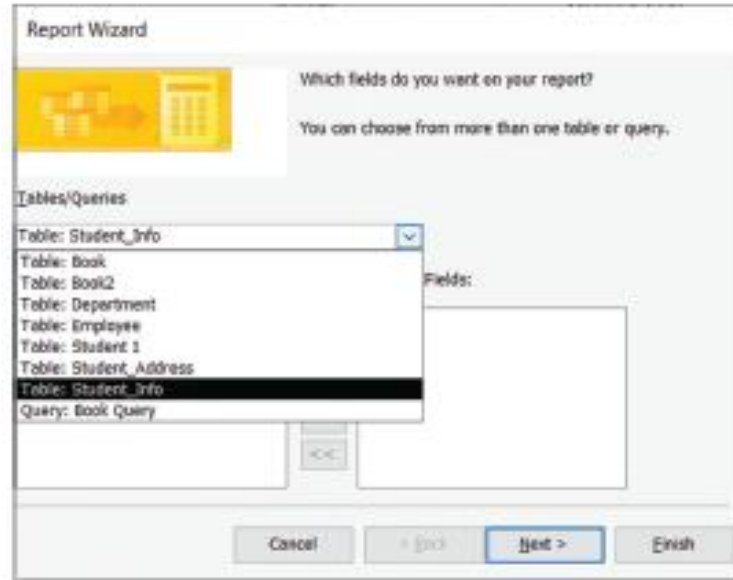 Report Wizard
Which fields do you want on your report?
You can choose from more than one table or query.
Tables/Queries
Table: Student_Info
Table: Book
Table: Book2
Table: Department
Table: Employee
Table: Student 1
Table: Student_Address
Table: Student_Info
Query: Book Query
Fields:
<<
Cancel
< Back
Next >
Finish